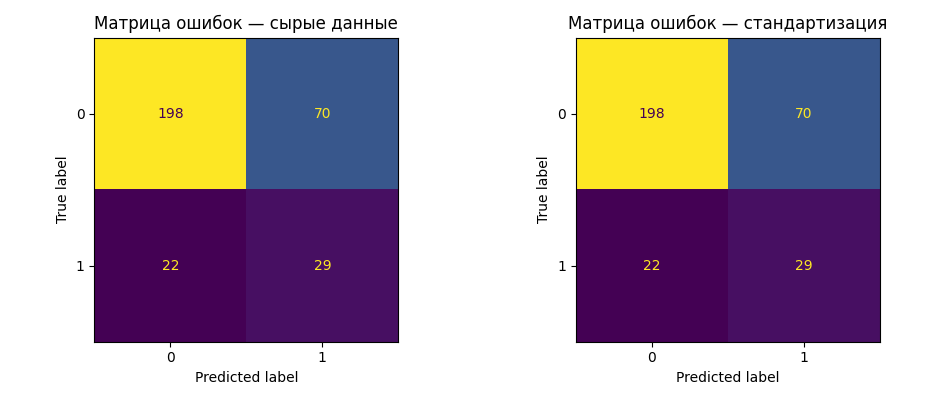 Матрица ошибок — сырые данные
0
198
70
True label
1
22
29
0
1
Predicted label
Матрица ошибок — стандартизация
0
198
70
True label
1
22
29
0
1
Predicted label